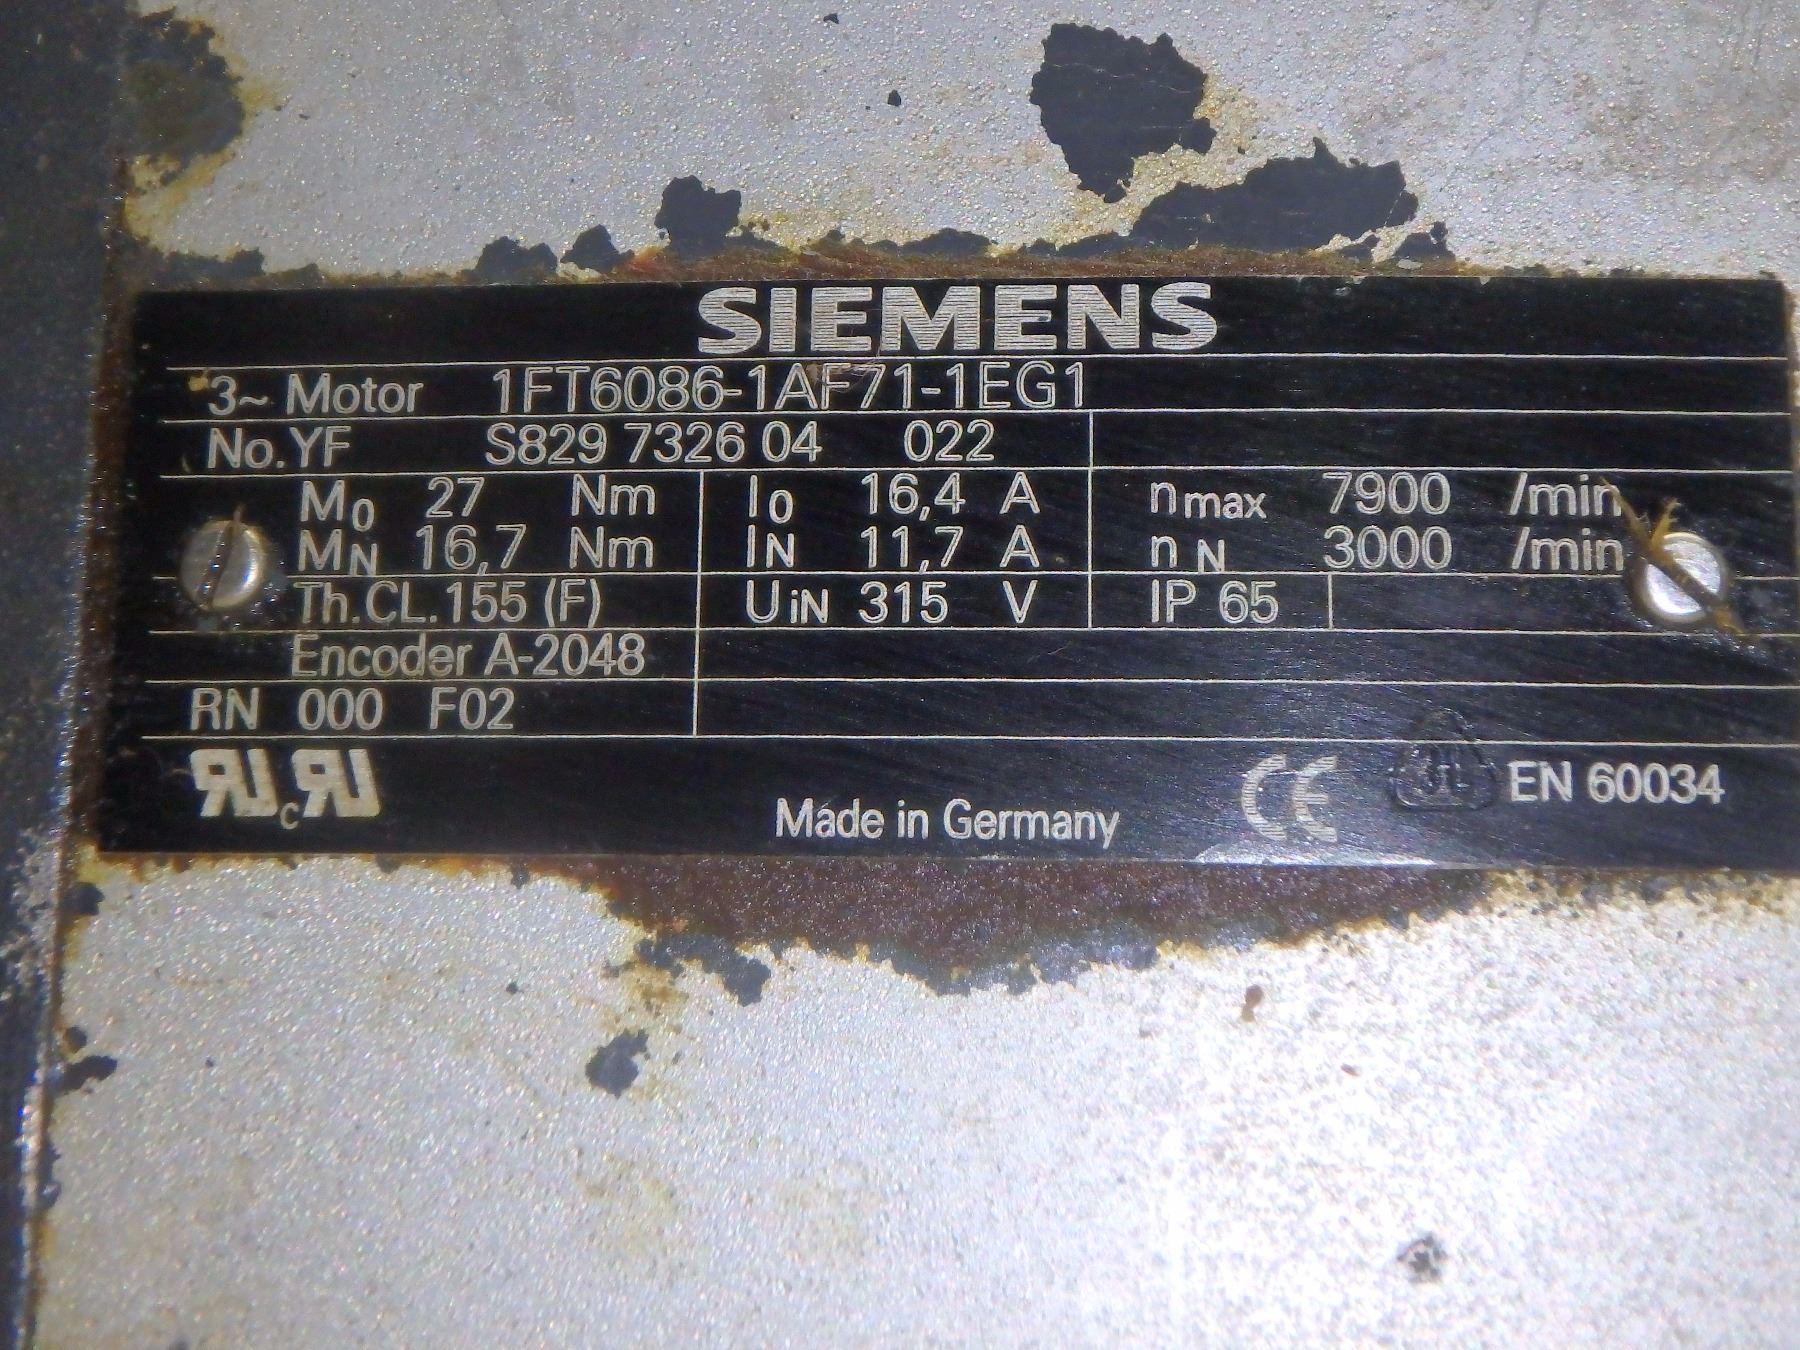 SIEMENS
3~ Motor 1FT6086-1AF71-1EG1
No.YF S829 7326 04 022
M0 27 Nm I0 16,4 A nmax 7900 /min
MN 16,7 Nm IN 11,7 A nN 3000 /min
Th.CL.155 (F) UiN 315 V IP 65
Encoder A-2048
RN 000 F02
Made in Germany CE EN 60034